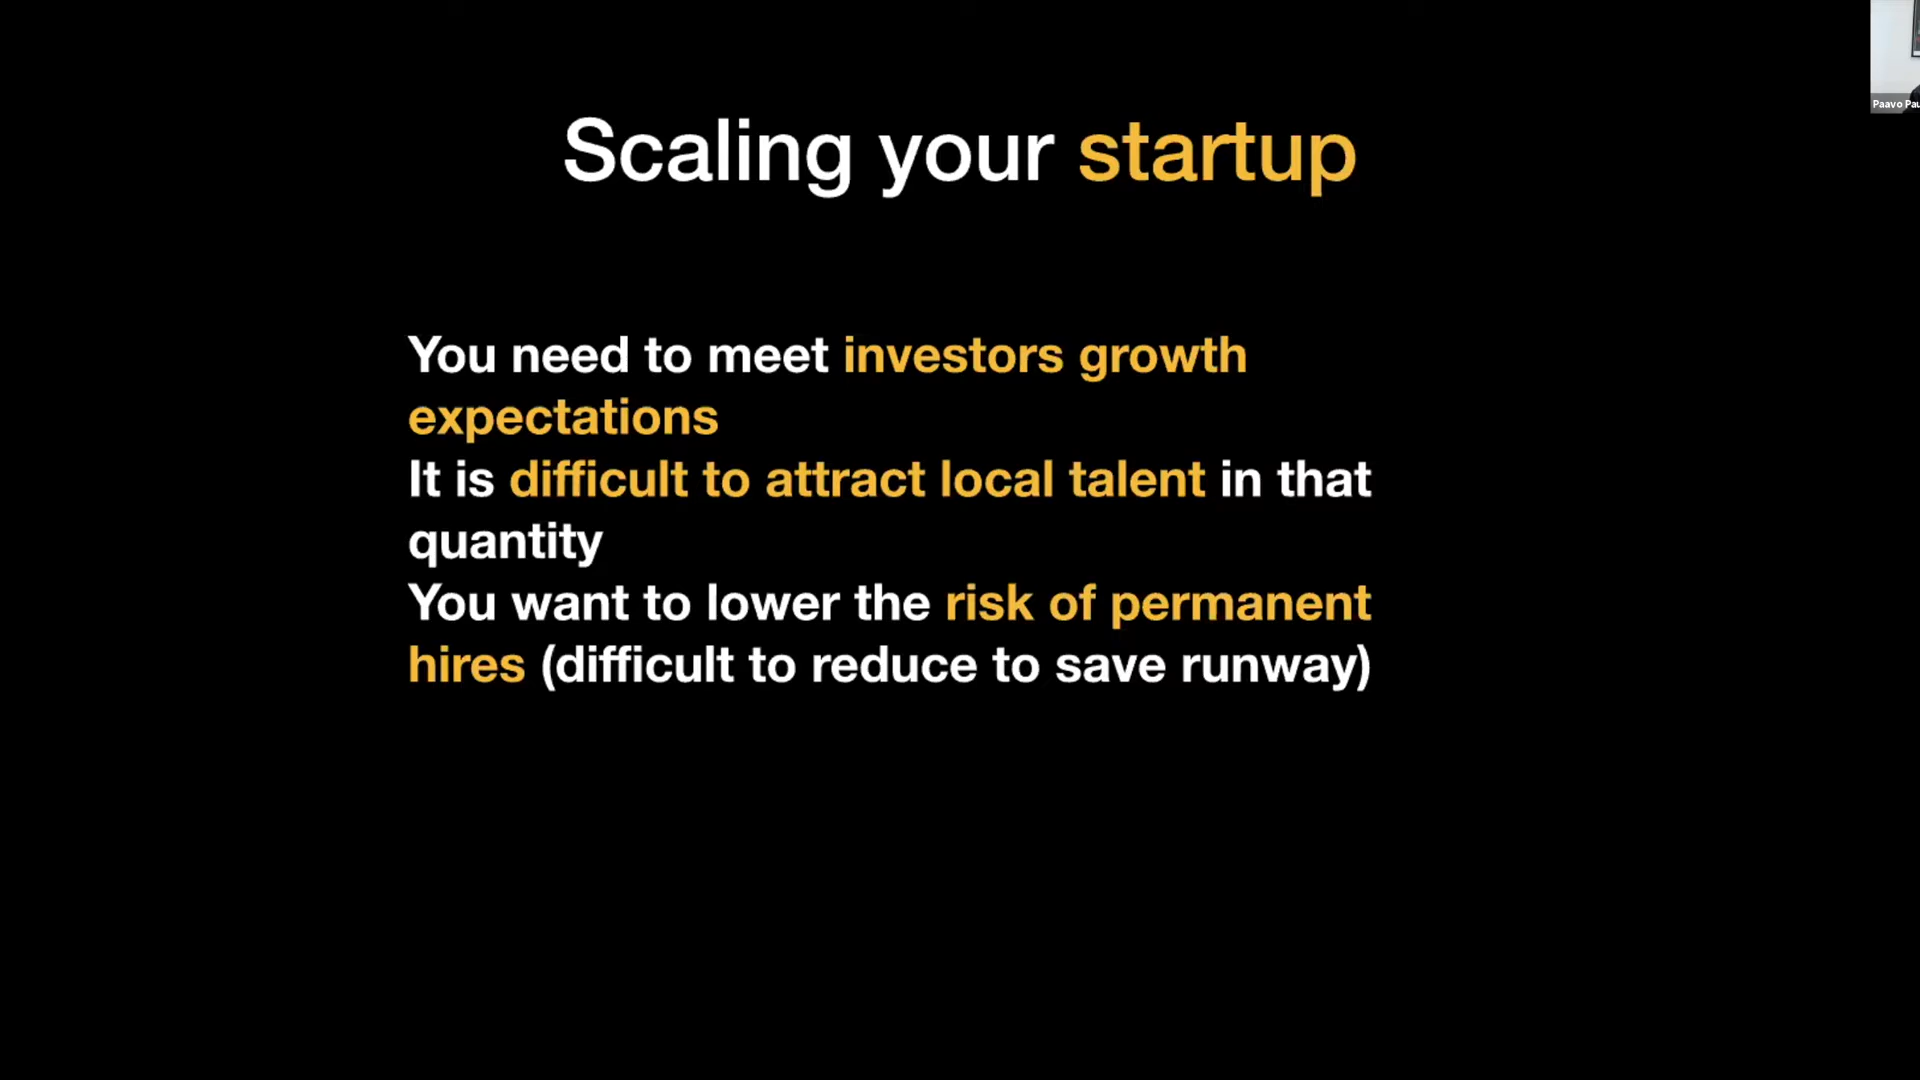 Scaling your startup
You need to meet investors growth
expectations
It is difficult to attract local talent in that
quantity
You want to lower the risk of permanent
hires (difficult to reduce to save runway)
Paavo